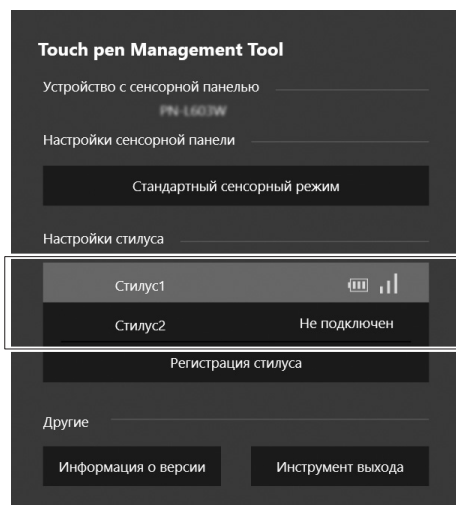 Touch pen Management Tool
Устройство с сенсорной панелью
PN-L603W
Настройки сенсорной панели
Стандартный сенсорный режим
Настройки стилуса
Стилус1
Стилус2 Не подключен
Регистрация стилуса
Другие
Информация о версии Инструмент выхода